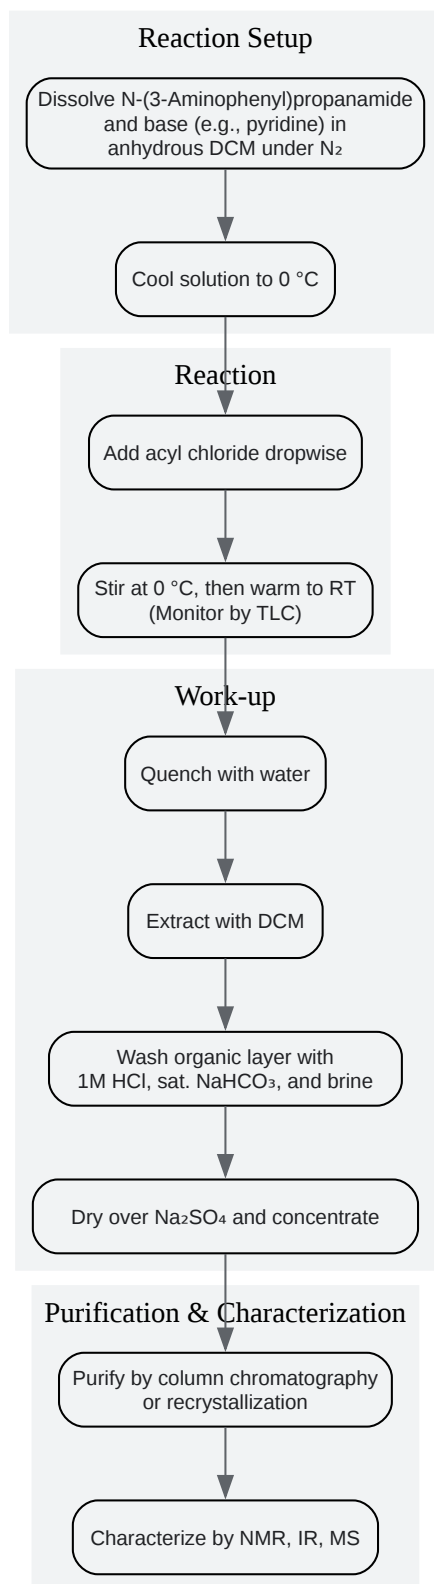 Reaction Setup
Dissolve N-(3-Aminophenyl)propanamide
and base (e.g., pyridine) in
anhydrous DCM under N₂
Cool solution to 0 °C
Reaction
Add acyl chloride dropwise
Stir at 0 °C, then warm to RT
(Monitor by TLC)
Work-up
Quench with water
Extract with DCM
Wash organic layer with
1M HCl, sat. NaHCO₃, and brine
Dry over Na₂SO₄ and concentrate
Purification & Characterization
Purify by column chromatography
or recrystallization
Characterize by NMR, IR, MS